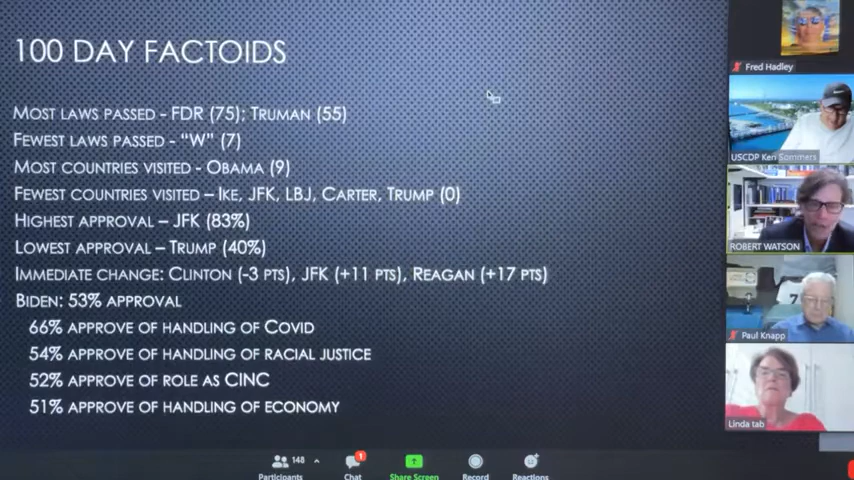 100 DAY FACTOIDS
MOST LAWS PASSED - FDR (75); TRUMAN (55)
FEWEST LAWS PASSED - "W" (7)
MOST COUNTRIES VISITED - OBAMA (9)
FEWEST COUNTRIES VISITED – IKE, JFK, LBJ, CARTER, TRUMP (0)
HIGHEST APPROVAL – JFK (83%)
LOWEST APPROVAL – TRUMP (40%)
IMMEDIATE CHANGE: CLINTON (-3 PTS), JFK (+11 PTS), REAGAN (+17 PTS)
BIDEN: 53% APPROVAL
66% APPROVE OF HANDLING OF COVID
54% APPROVE OF HANDLING OF RACIAL JUSTICE
52% APPROVE OF ROLE AS CINC
51% APPROVE OF HANDLING OF ECONOMY
Fred Hadley
USCDP Ken Sommers
ROBERT WATSON
7
Paul Knapp
Linda tab
148
1
Participants
Chat
Share Screen
Record
Reactions